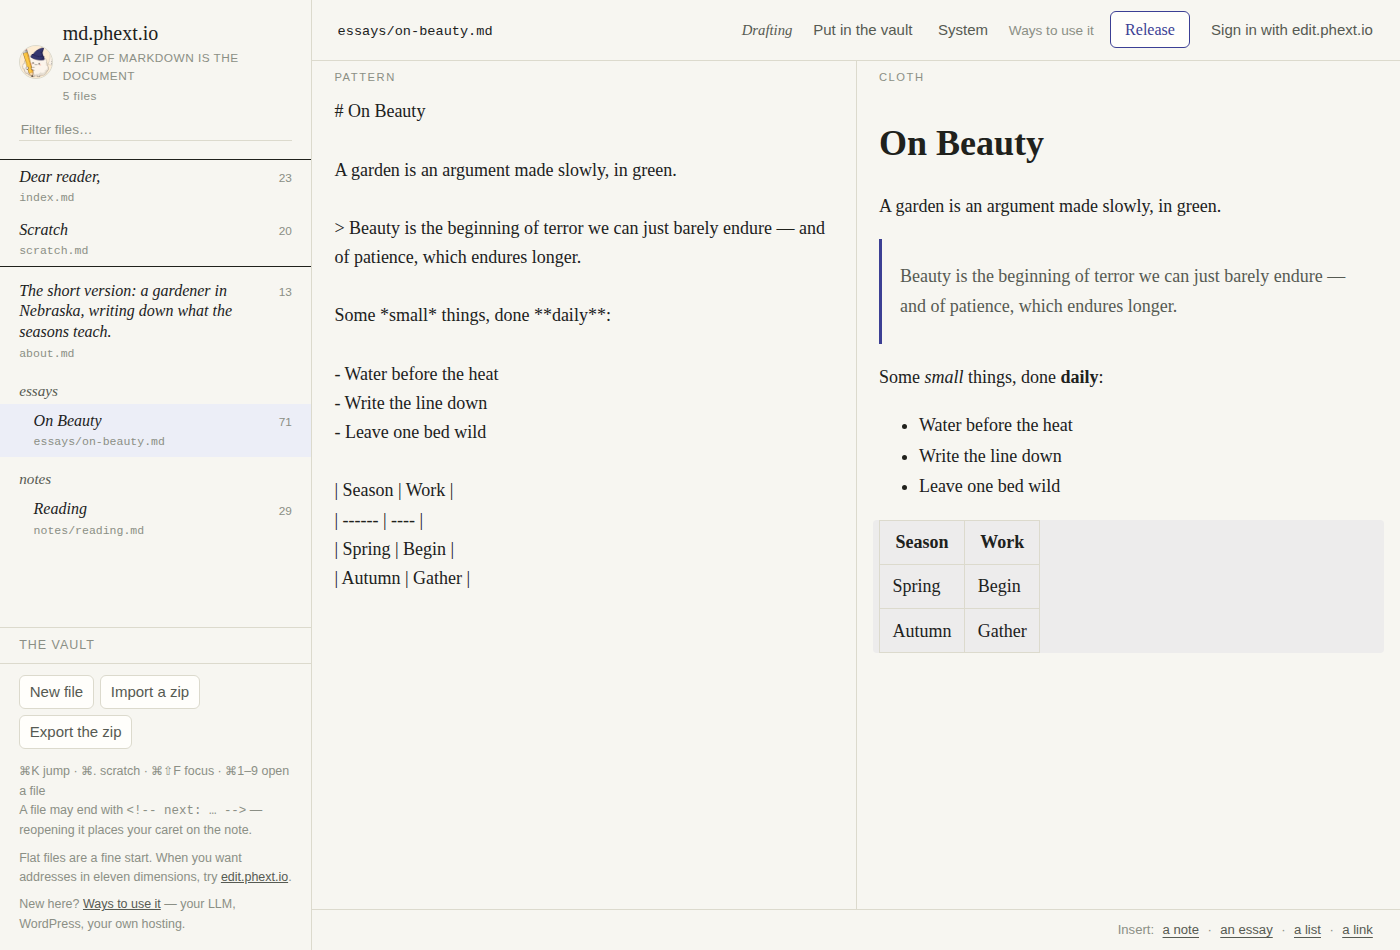 md.phext.io
A ZIP OF MARKDOWN IS THE
DOCUMENT
5 files
Filter files…
Dear reader, 23
index.md
Scratch 20
scratch.md
The short version: a gardener in 13
Nebraska, writing down what the
seasons teach.
about.md
essays
On Beauty 71
essays/on-beauty.md
notes
Reading 29
notes/reading.md
THE VAULT
New file Import a zip
Export the zip
⌘K jump · ⌘. scratch · ⌘⇧F focus · ⌘1–9 open
a file
A file may end with <!-- next: … --> —
reopening it places your caret on the note.
Flat files are a fine start. When you want
addresses in eleven dimensions, try edit.phext.io.
New here? Ways to use it — your LLM,
WordPress, your own hosting.
essays/on-beauty.md Drafting Put in the vault System Ways to use it Release Sign in with edit.phext.io
PATTERN
# On Beauty
A garden is an argument made slowly, in green.
> Beauty is the beginning of terror we can just barely endure — and
of patience, which endures longer.
Some *small* things, done **daily**:
- Water before the heat
- Write the line down
- Leave one bed wild
| Season | Work |
| ------ | ---- |
| Spring | Begin |
| Autumn | Gather |
CLOTH
On Beauty
A garden is an argument made slowly, in green.
Beauty is the beginning of terror we can just barely endure —
and of patience, which endures longer.
Some small things, done daily:
• Water before the heat
• Write the line down
• Leave one bed wild
Season Work
Spring Begin
Autumn Gather
Insert: a note · an essay · a list · a link